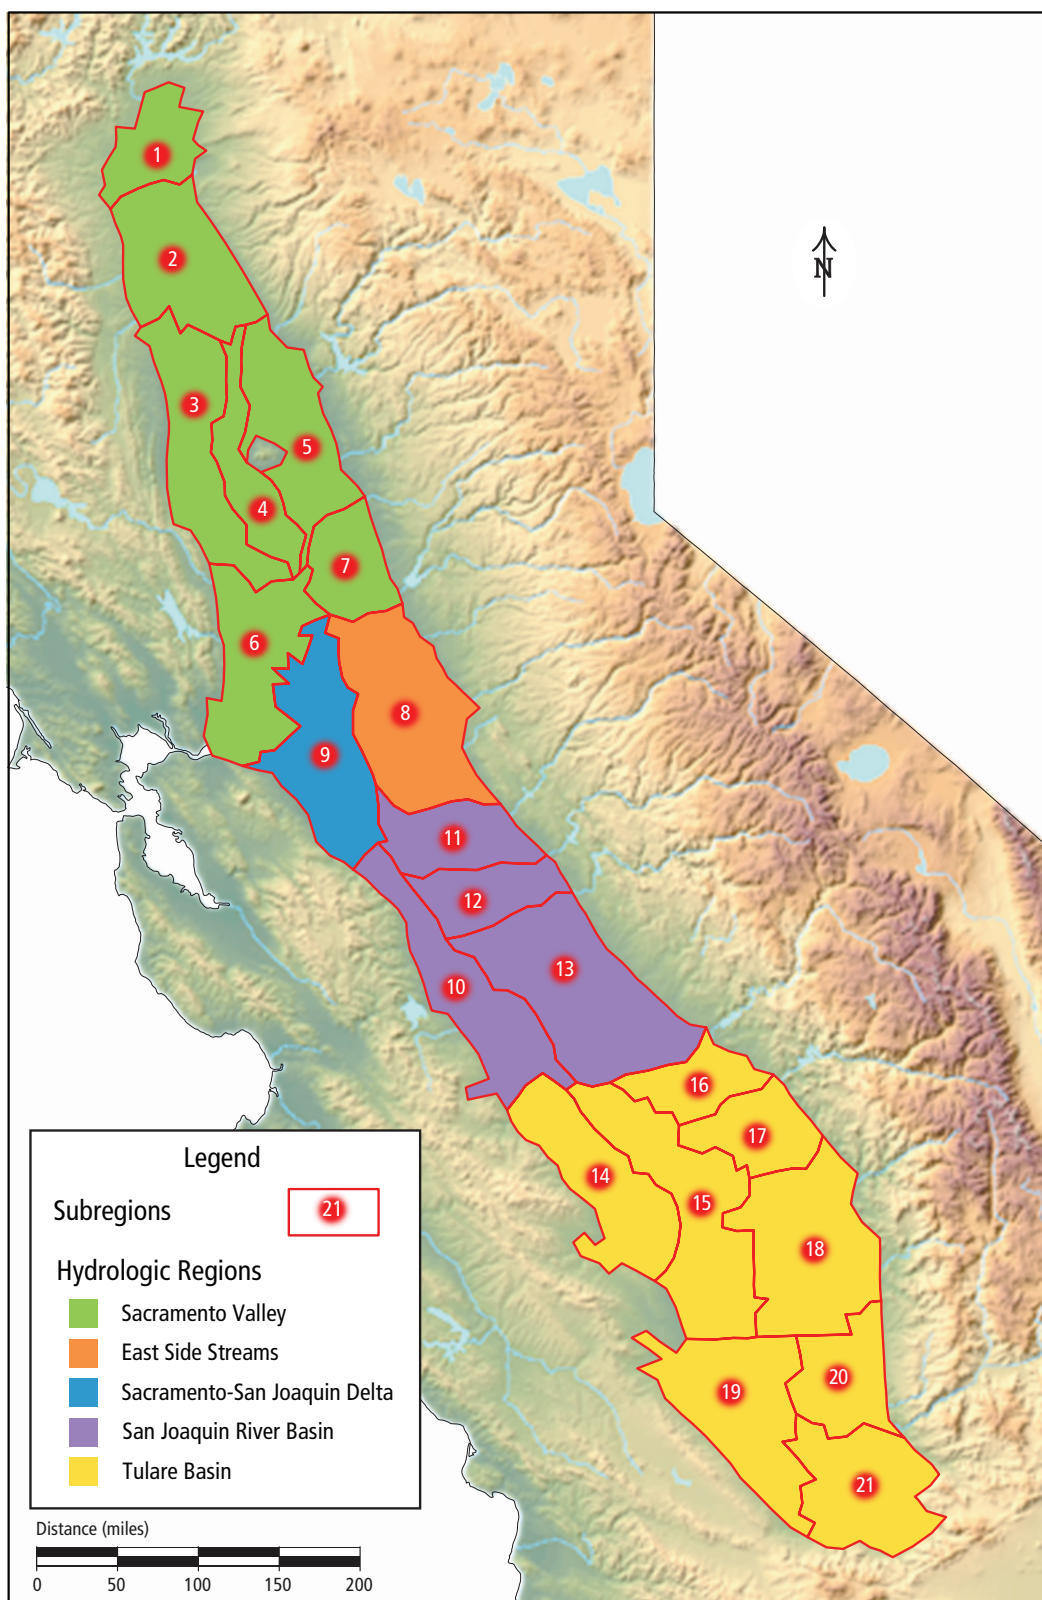 1
2
N
3
5
4
7
6
8
9
11
12
13
10
16
17
14
15
18
20
19
21
Legend
Subregions 21
Hydrologic Regions
Sacramento Valley
East Side Streams
Sacramento-San Joaquin Delta
San Joaquin River Basin
Tulare Basin
Distance (miles)
0 50 100 150 200